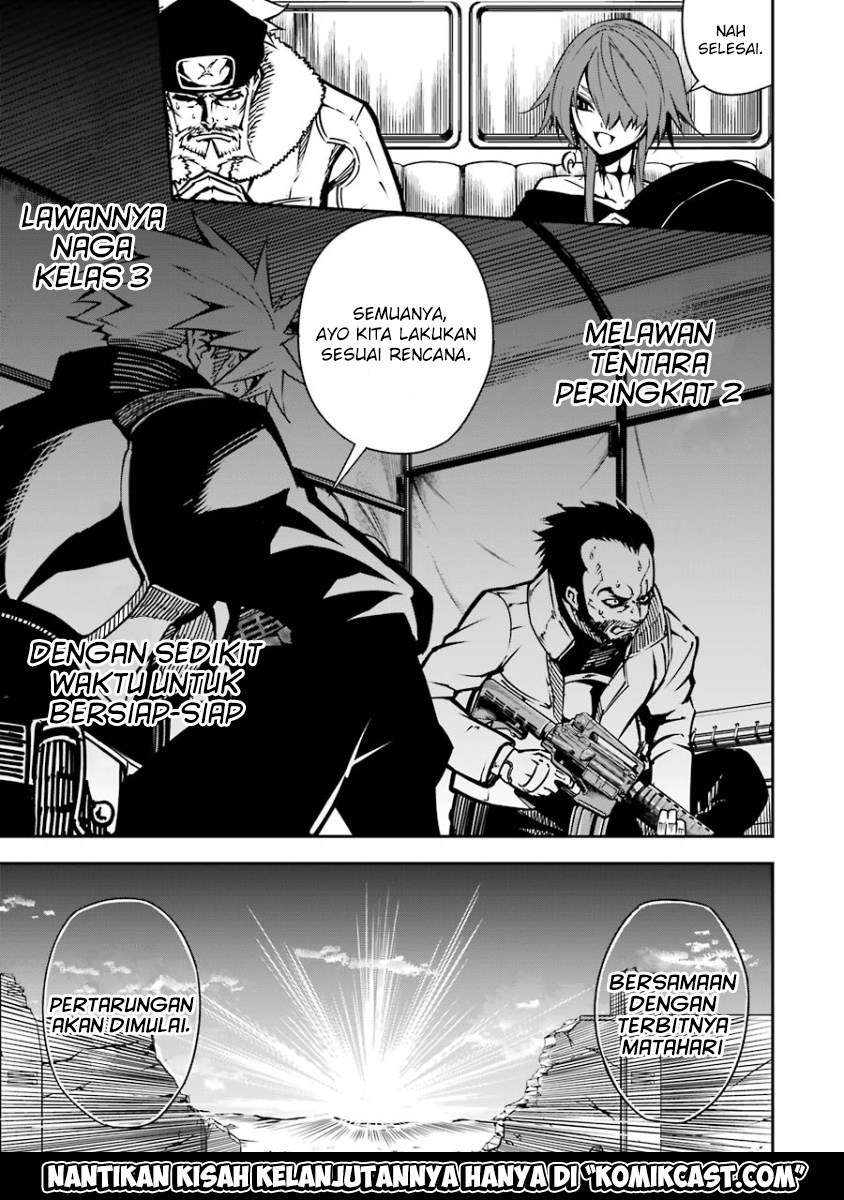 NAH
SELESAI.
MELAWAN
TENTARA
PERINGKAT 2
SEMUANYA,
AYO KITA LAKUKAN
SESUAI RENCANA.
LAWANNYA
NAGA
KELAS 3
DENGAN SEDIKIT
WAKTU UNTUK
BERSIAP-SIAP
BERSAMAAN
DENGAN
TERBITNYA
MATAHARI
PERTARUNGAN
AKAN DIMULAI.
NANTIKAN KISAH KELANJUTANNYA HANYA DI "KOMIKCAST.COM"